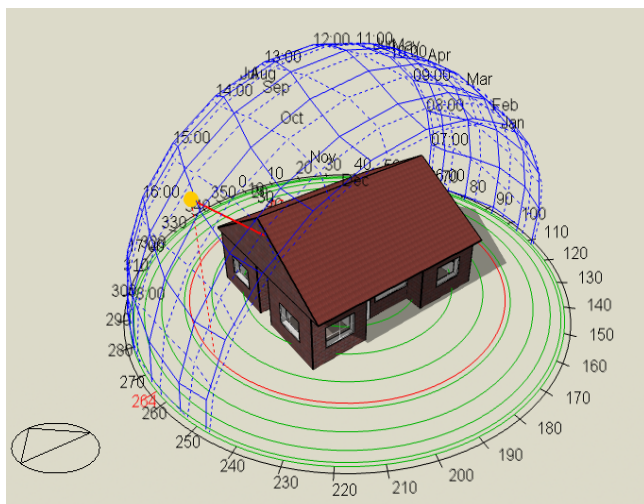 12:00 11:00 May
13:00 10:00 Apr
Jul Aug 09:00 Mar
14:00 Sep
08:00 Feb
Oct Jan
15:00 07:00
Nov
0 10 20 30 40
16:00 350 Dec 70 80
340 90
330 100
110
120
130
300 18:00 140
290 150
280 160
270 170
264
260 180
250 190
240 200
230 220 210